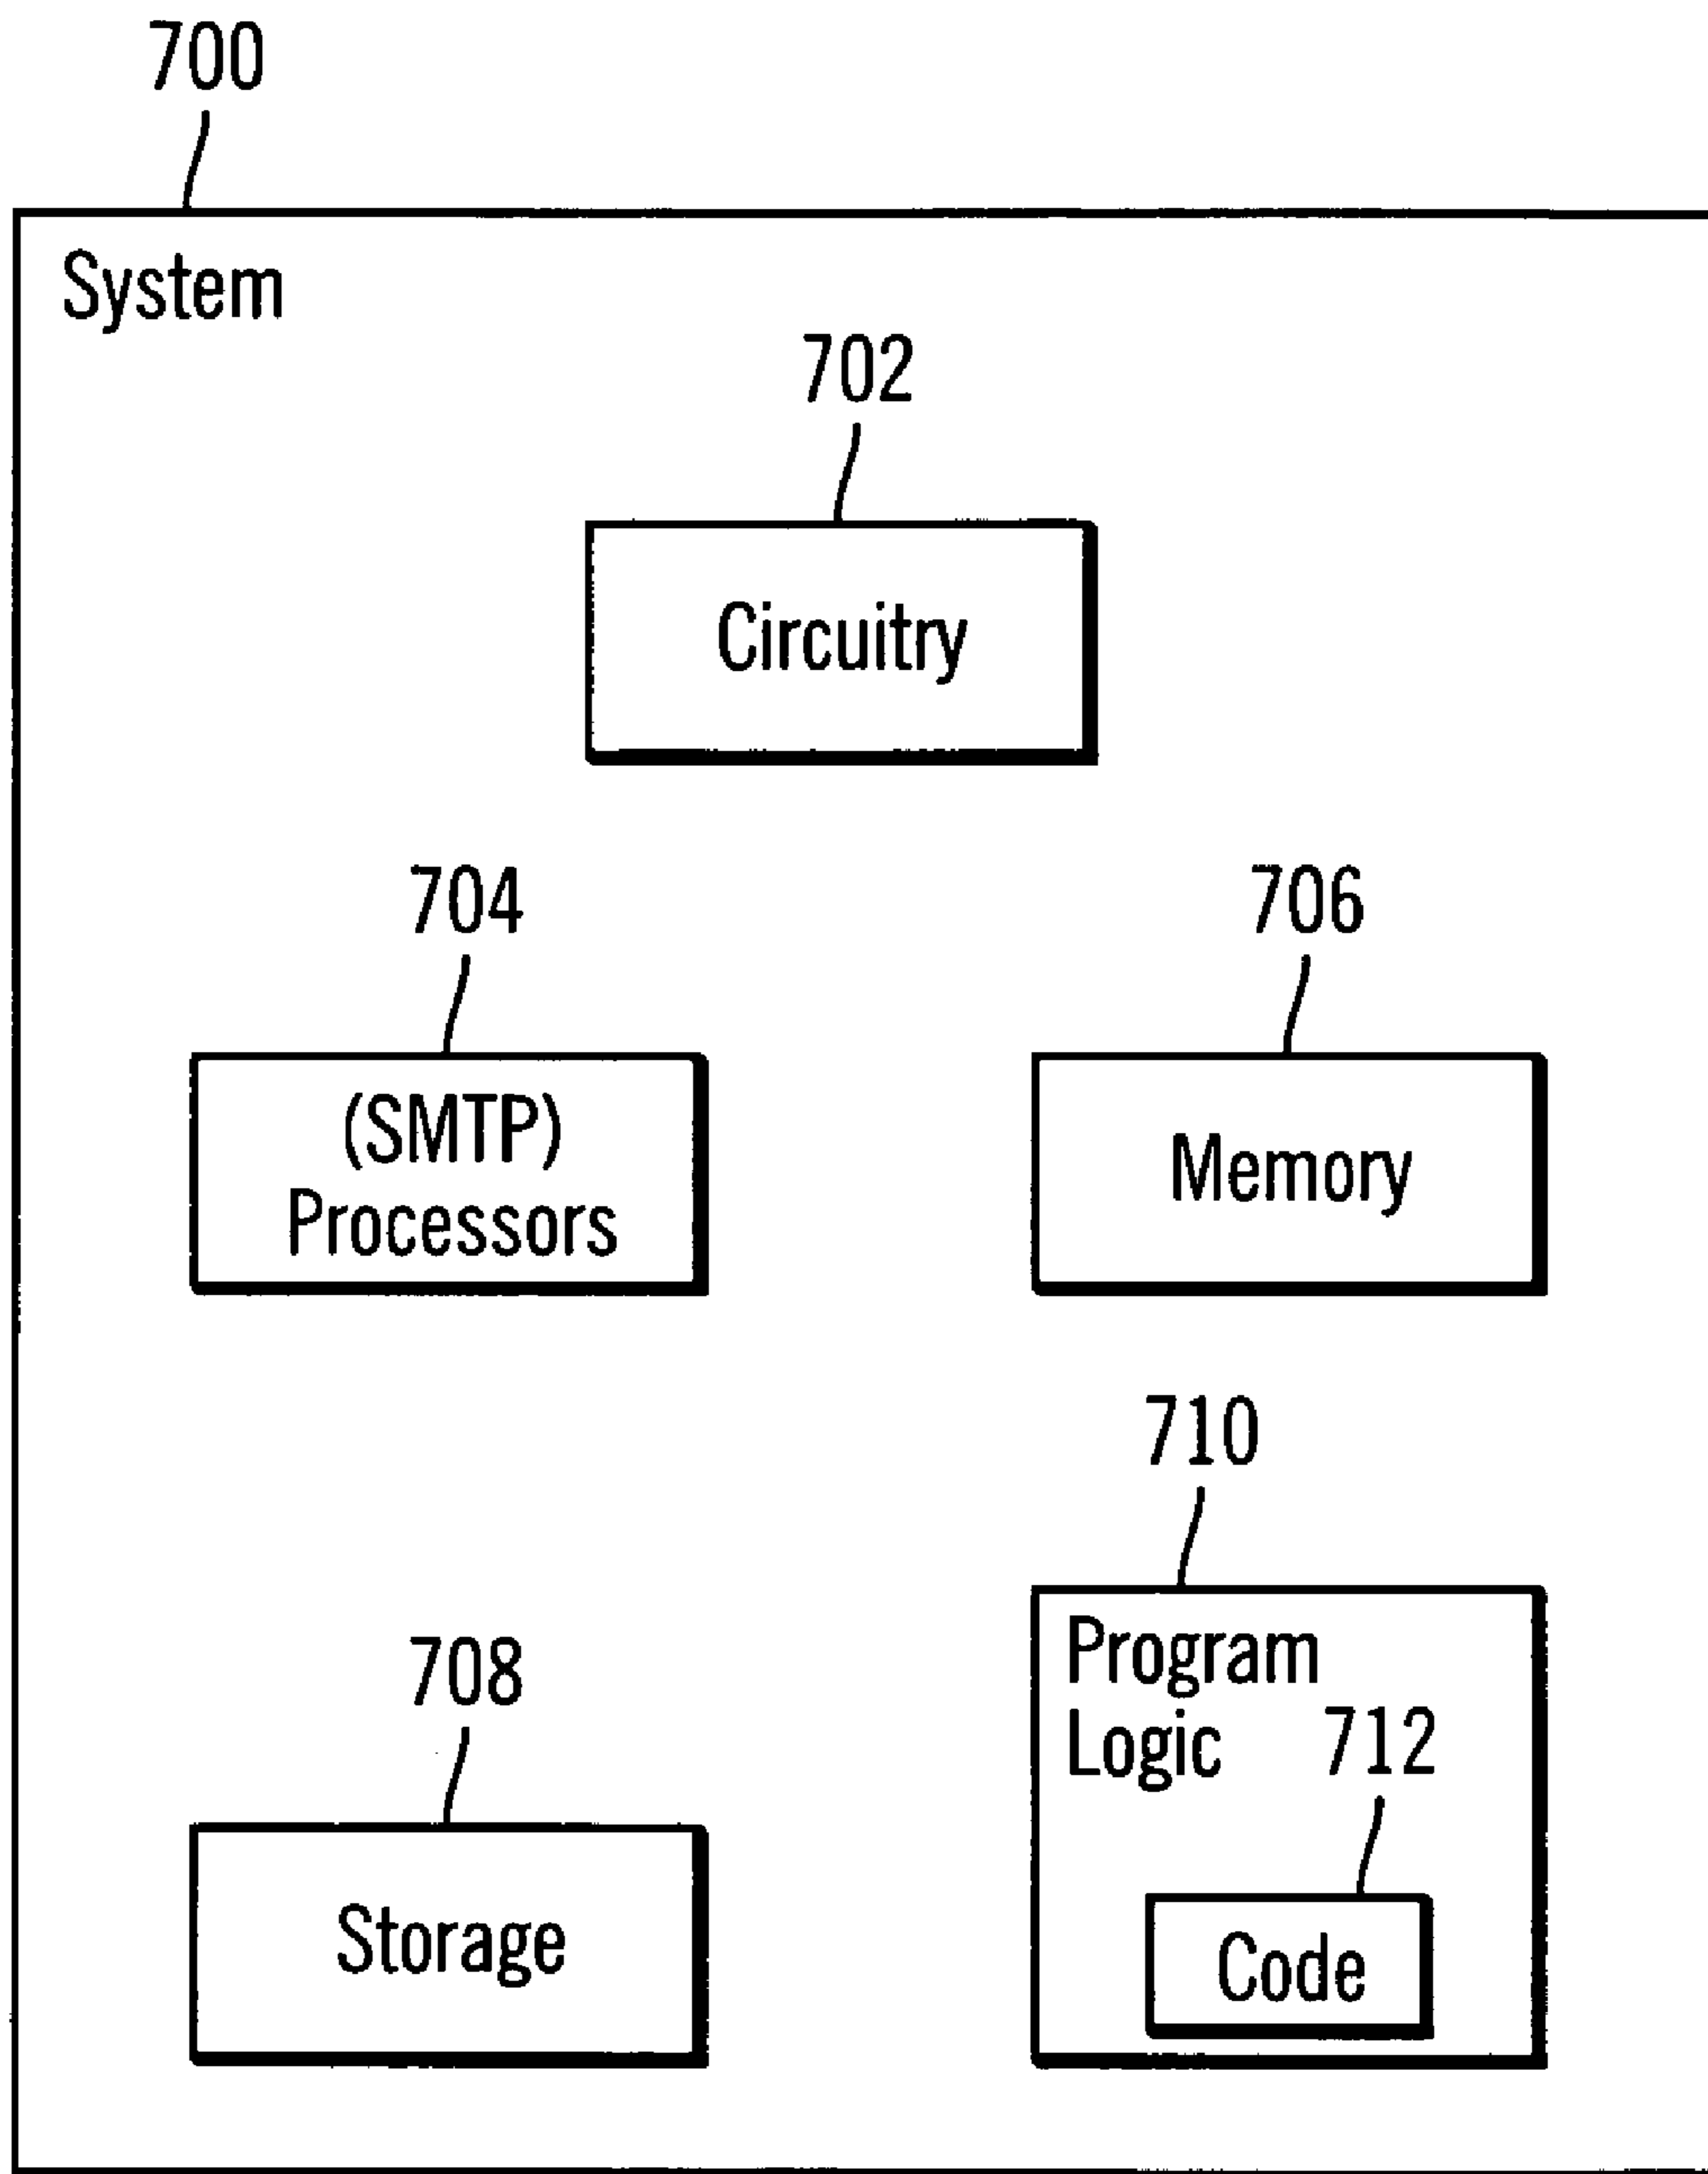 700
System
702
Circuitry
704
(SMTP)
Processors
706
Memory
708
Storage
710
Program
Logic
712
Code